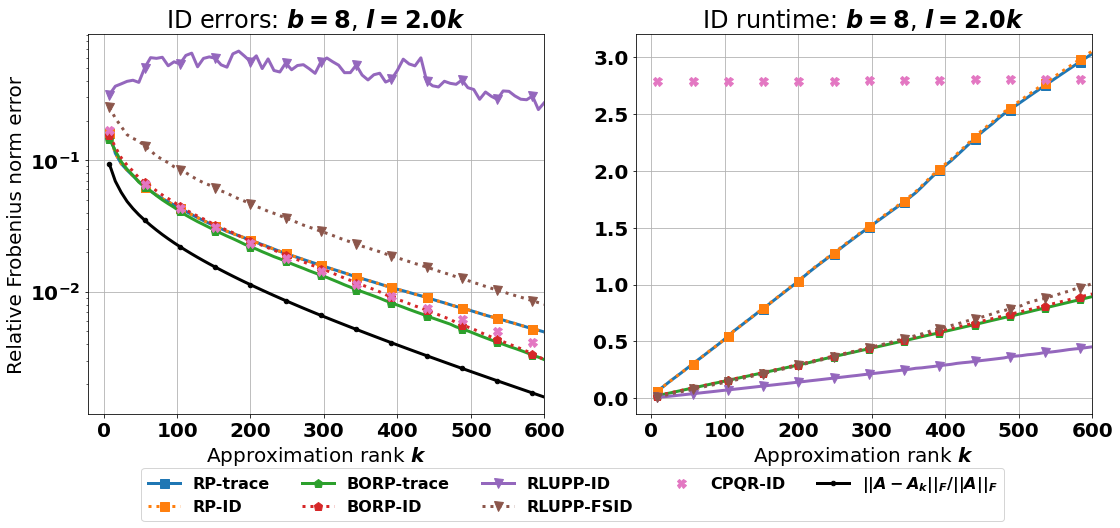 ID errors: b = 8, l = 2.0k
Relative Frobenius norm error
10⁻¹
10⁻²
0 100 200 300 400 500 600
Approximation rank k
ID runtime: b = 8, l = 2.0k
3.0
2.5
2.0
1.5
1.0
0.5
0.0
0 100 200 300 400 500 600
Approximation rank k
RP-trace BORP-trace RLUPP-ID CPQR-ID ||A − Aₖ||_F/||A||_F
RP-ID BORP-ID RLUPP-FSID